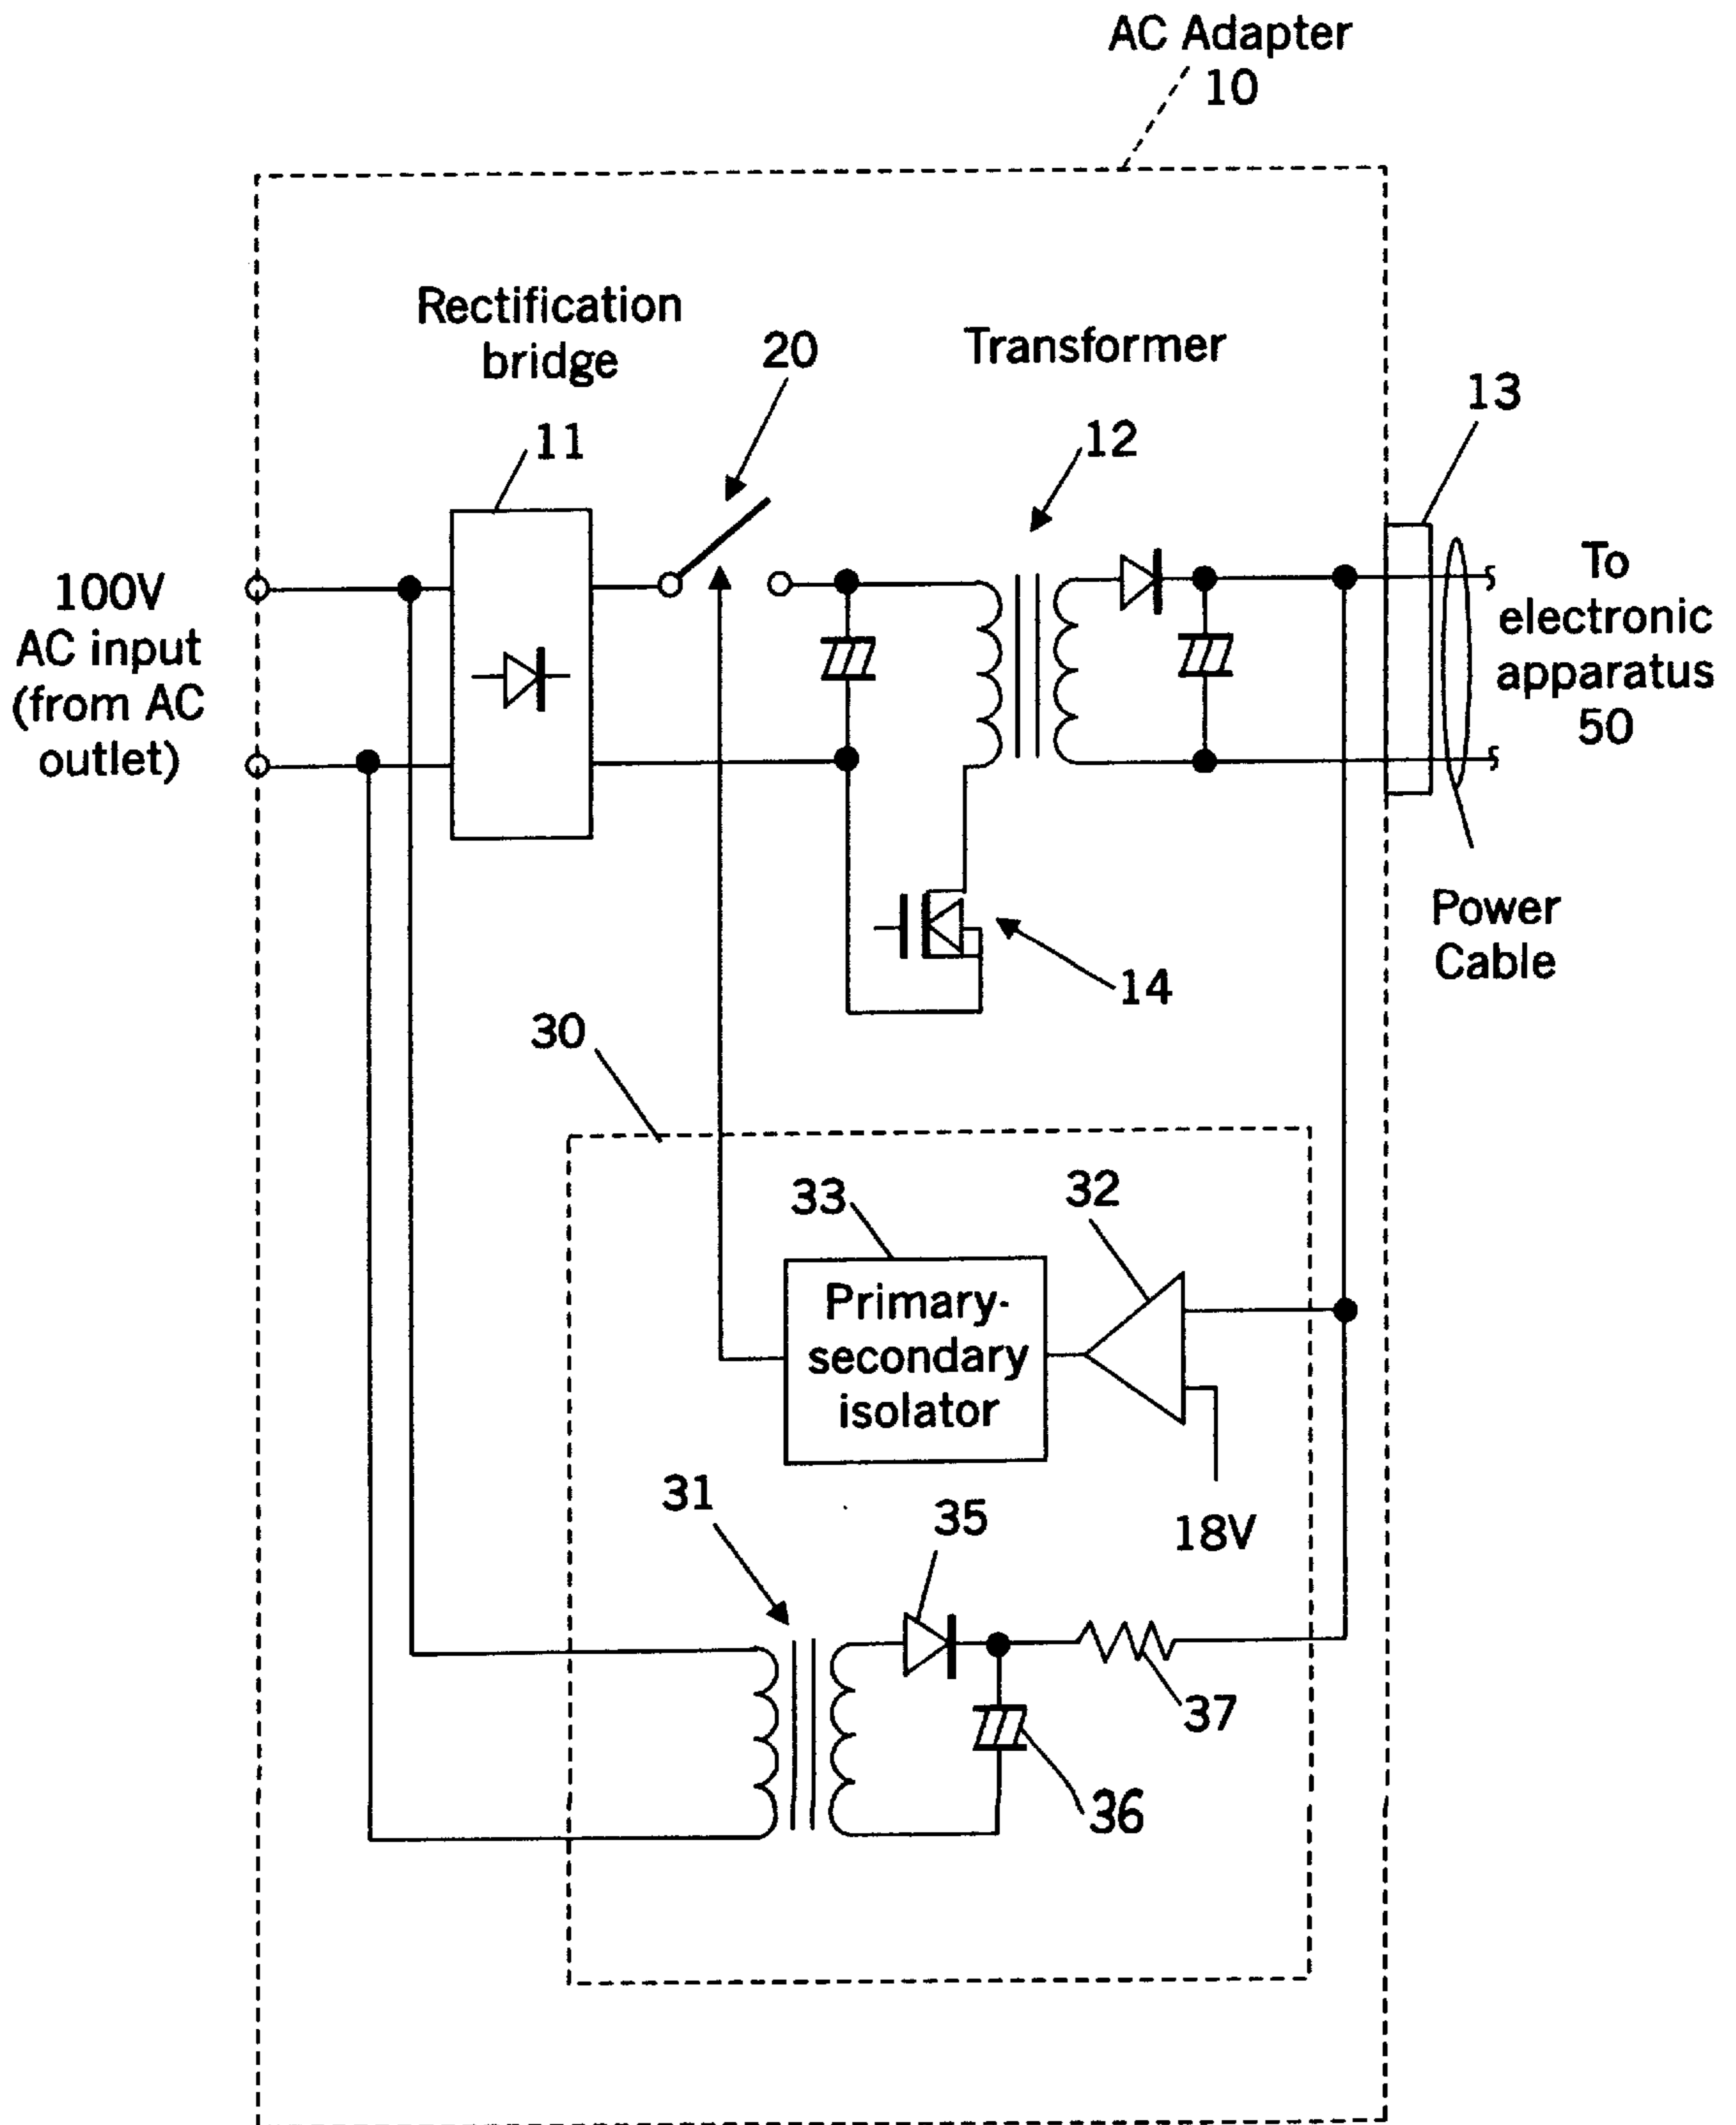 AC Adapter
10
Rectification
bridge
20
Transformer
13
11
12
100V
AC input
(from AC
outlet)
To
electronic
apparatus
50
Power
Cable
14
30
33
32
Primary-
secondary
isolator
31
35
18V
37
36